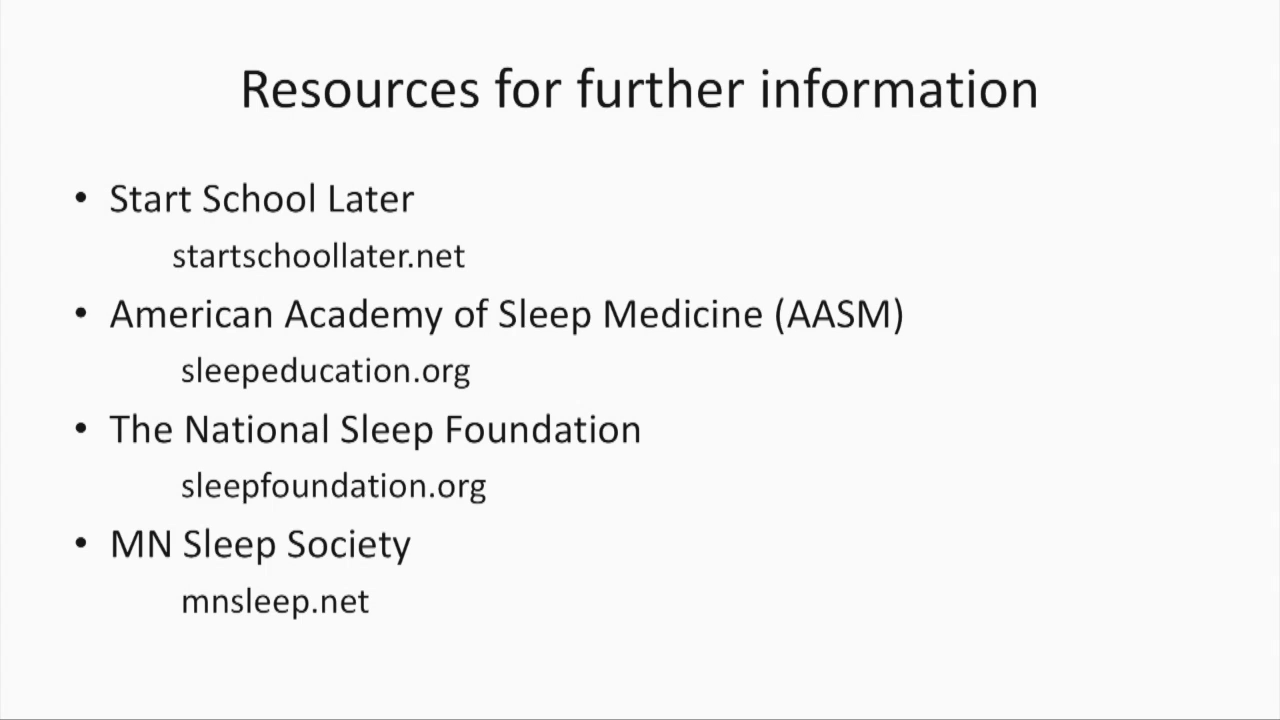 Resources for further information
• Start School Later
startschoollater.net
• American Academy of Sleep Medicine (AASM)
sleepeducation.org
• The National Sleep Foundation
sleepfoundation.org
• MN Sleep Society
mnsleep.net